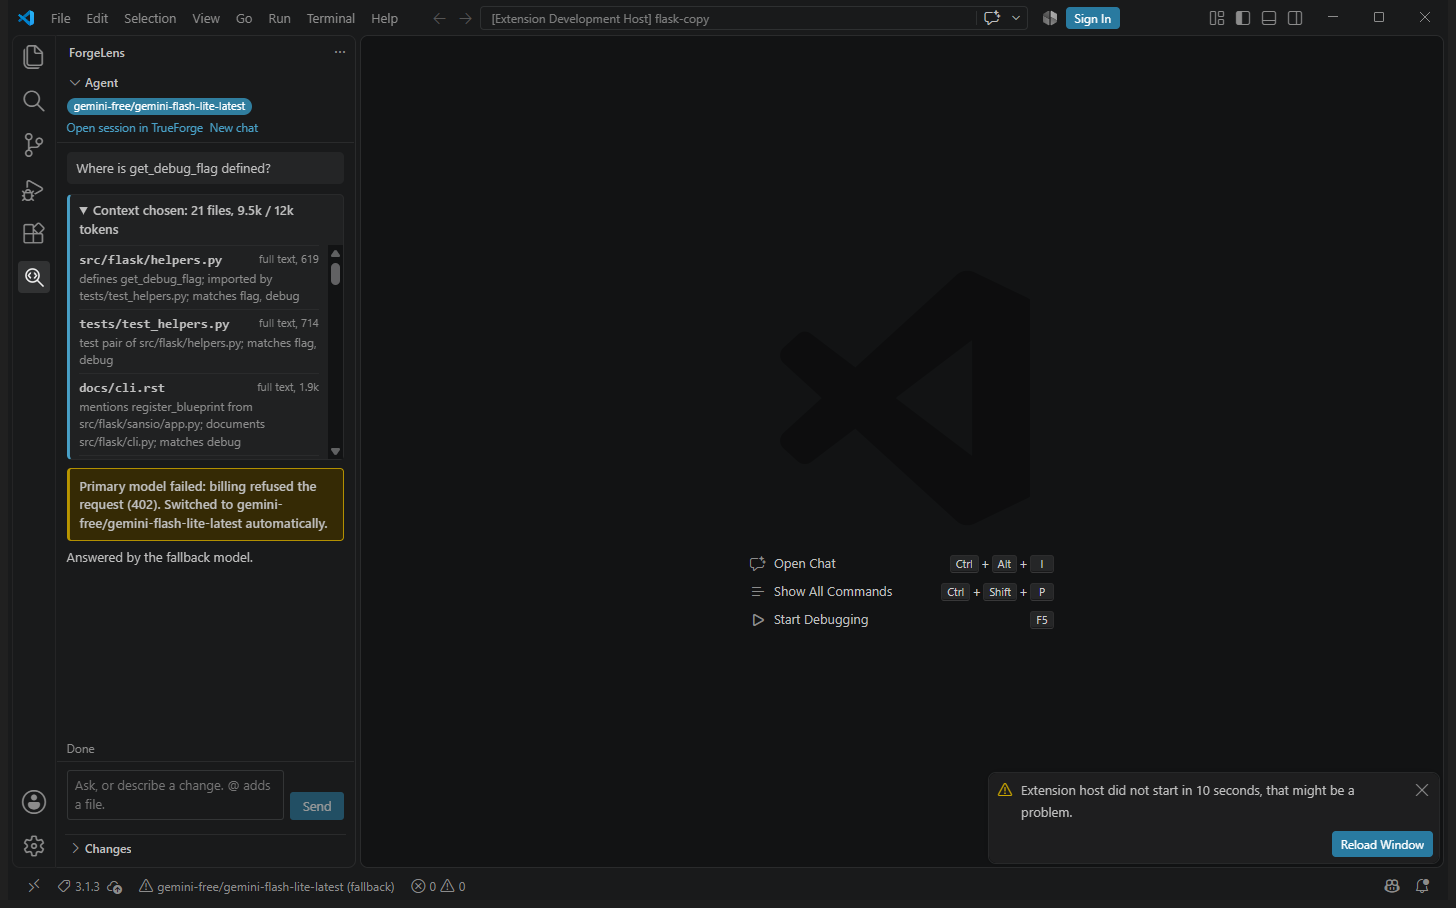 File Edit Selection View Go Run Terminal Help
[Extension Development Host] flask-copy
Sign In
ForgeLens
Agent
gemini-free/gemini-flash-lite-latest
Open session in TrueForge New chat
Where is get_debug_flag defined?
Context chosen: 21 files, 9.5k / 12k
tokens
src/flask/helpers.py full text, 619
defines get_debug_flag; imported by
tests/test_helpers.py; matches flag, debug
tests/test_helpers.py full text, 714
test pair of src/flask/helpers.py; matches flag,
debug
docs/cli.rst full text, 1.9k
mentions register_blueprint from
src/flask/sansio/app.py; documents
src/flask/cli.py; matches debug
Primary model failed: billing refused the
request (402). Switched to gemini-
free/gemini-flash-lite-latest automatically.
Answered by the fallback model.
Done
Ask, or describe a change. @ adds
a file.
Send
Changes
Open Chat Ctrl + Alt + I
Show All Commands Ctrl + Shift + P
Start Debugging F5
Extension host did not start in 10 seconds, that might be a
problem.
Reload Window
3.1.3 gemini-free/gemini-flash-lite-latest (fallback) 0 0